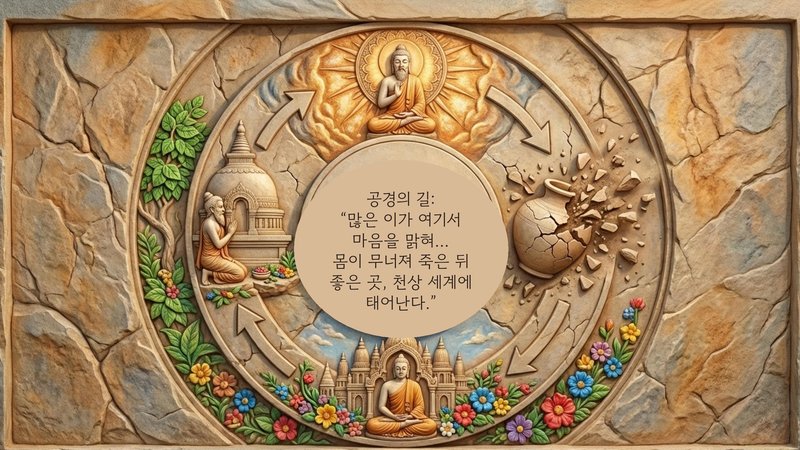 공경의 길:
“많은 이가 여기서
마음을 맑혀...
몸이 무너져 죽은 뒤
좋은 곳, 천상 세계에
태어난다.”